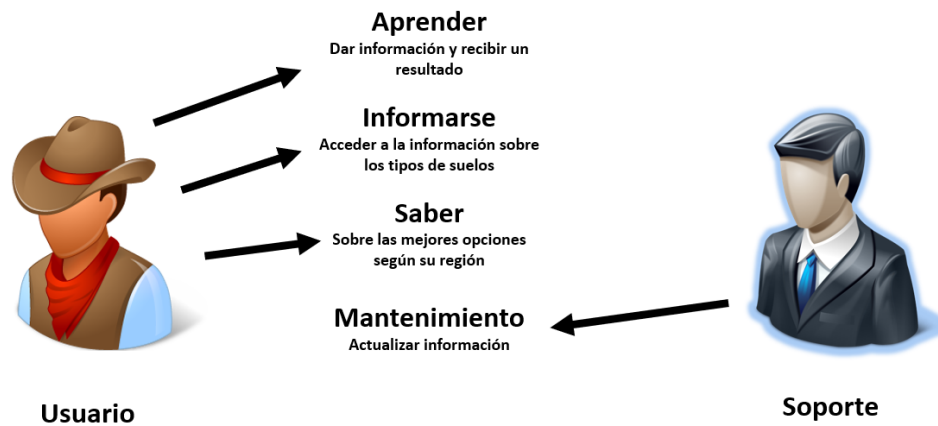 Aprender
Dar información y recibir un
resultado
Informarse
Acceder a la información sobre
los tipos de suelos
Saber
Sobre las mejores opciones
según su región
Mantenimiento
Actualizar información
Usuario
Soporte